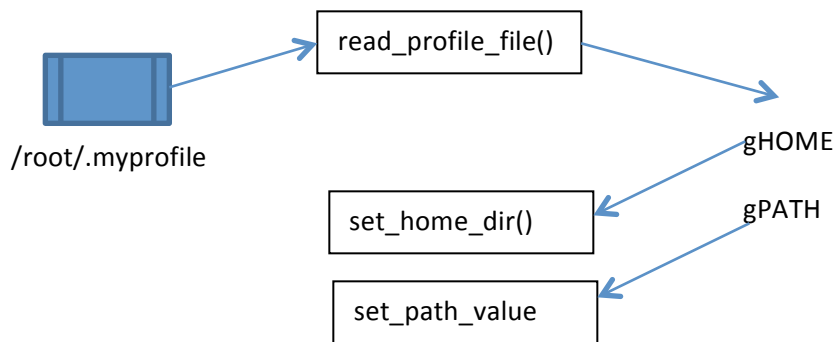 read_profile_file()
/root/.myprofile
gHOME
set_home_dir()
gPATH
set_path_value